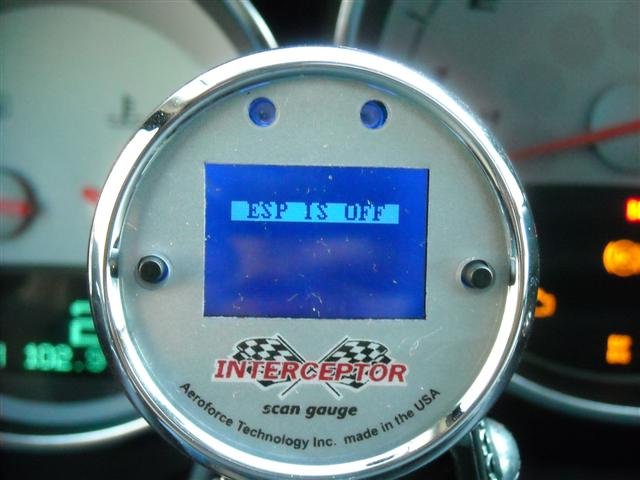 ESP IS OFF
INTERCEPTOR
scan gauge
Aeroforce Technology Inc. made in the USA